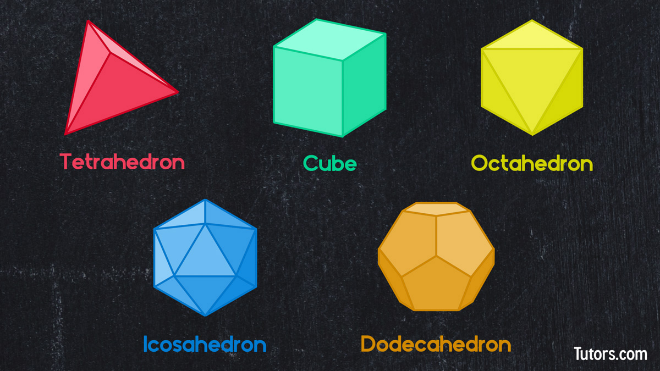 Tetrahedron
Cube
Octahedron
Icosahedron
Dodecahedron
Tutors.com